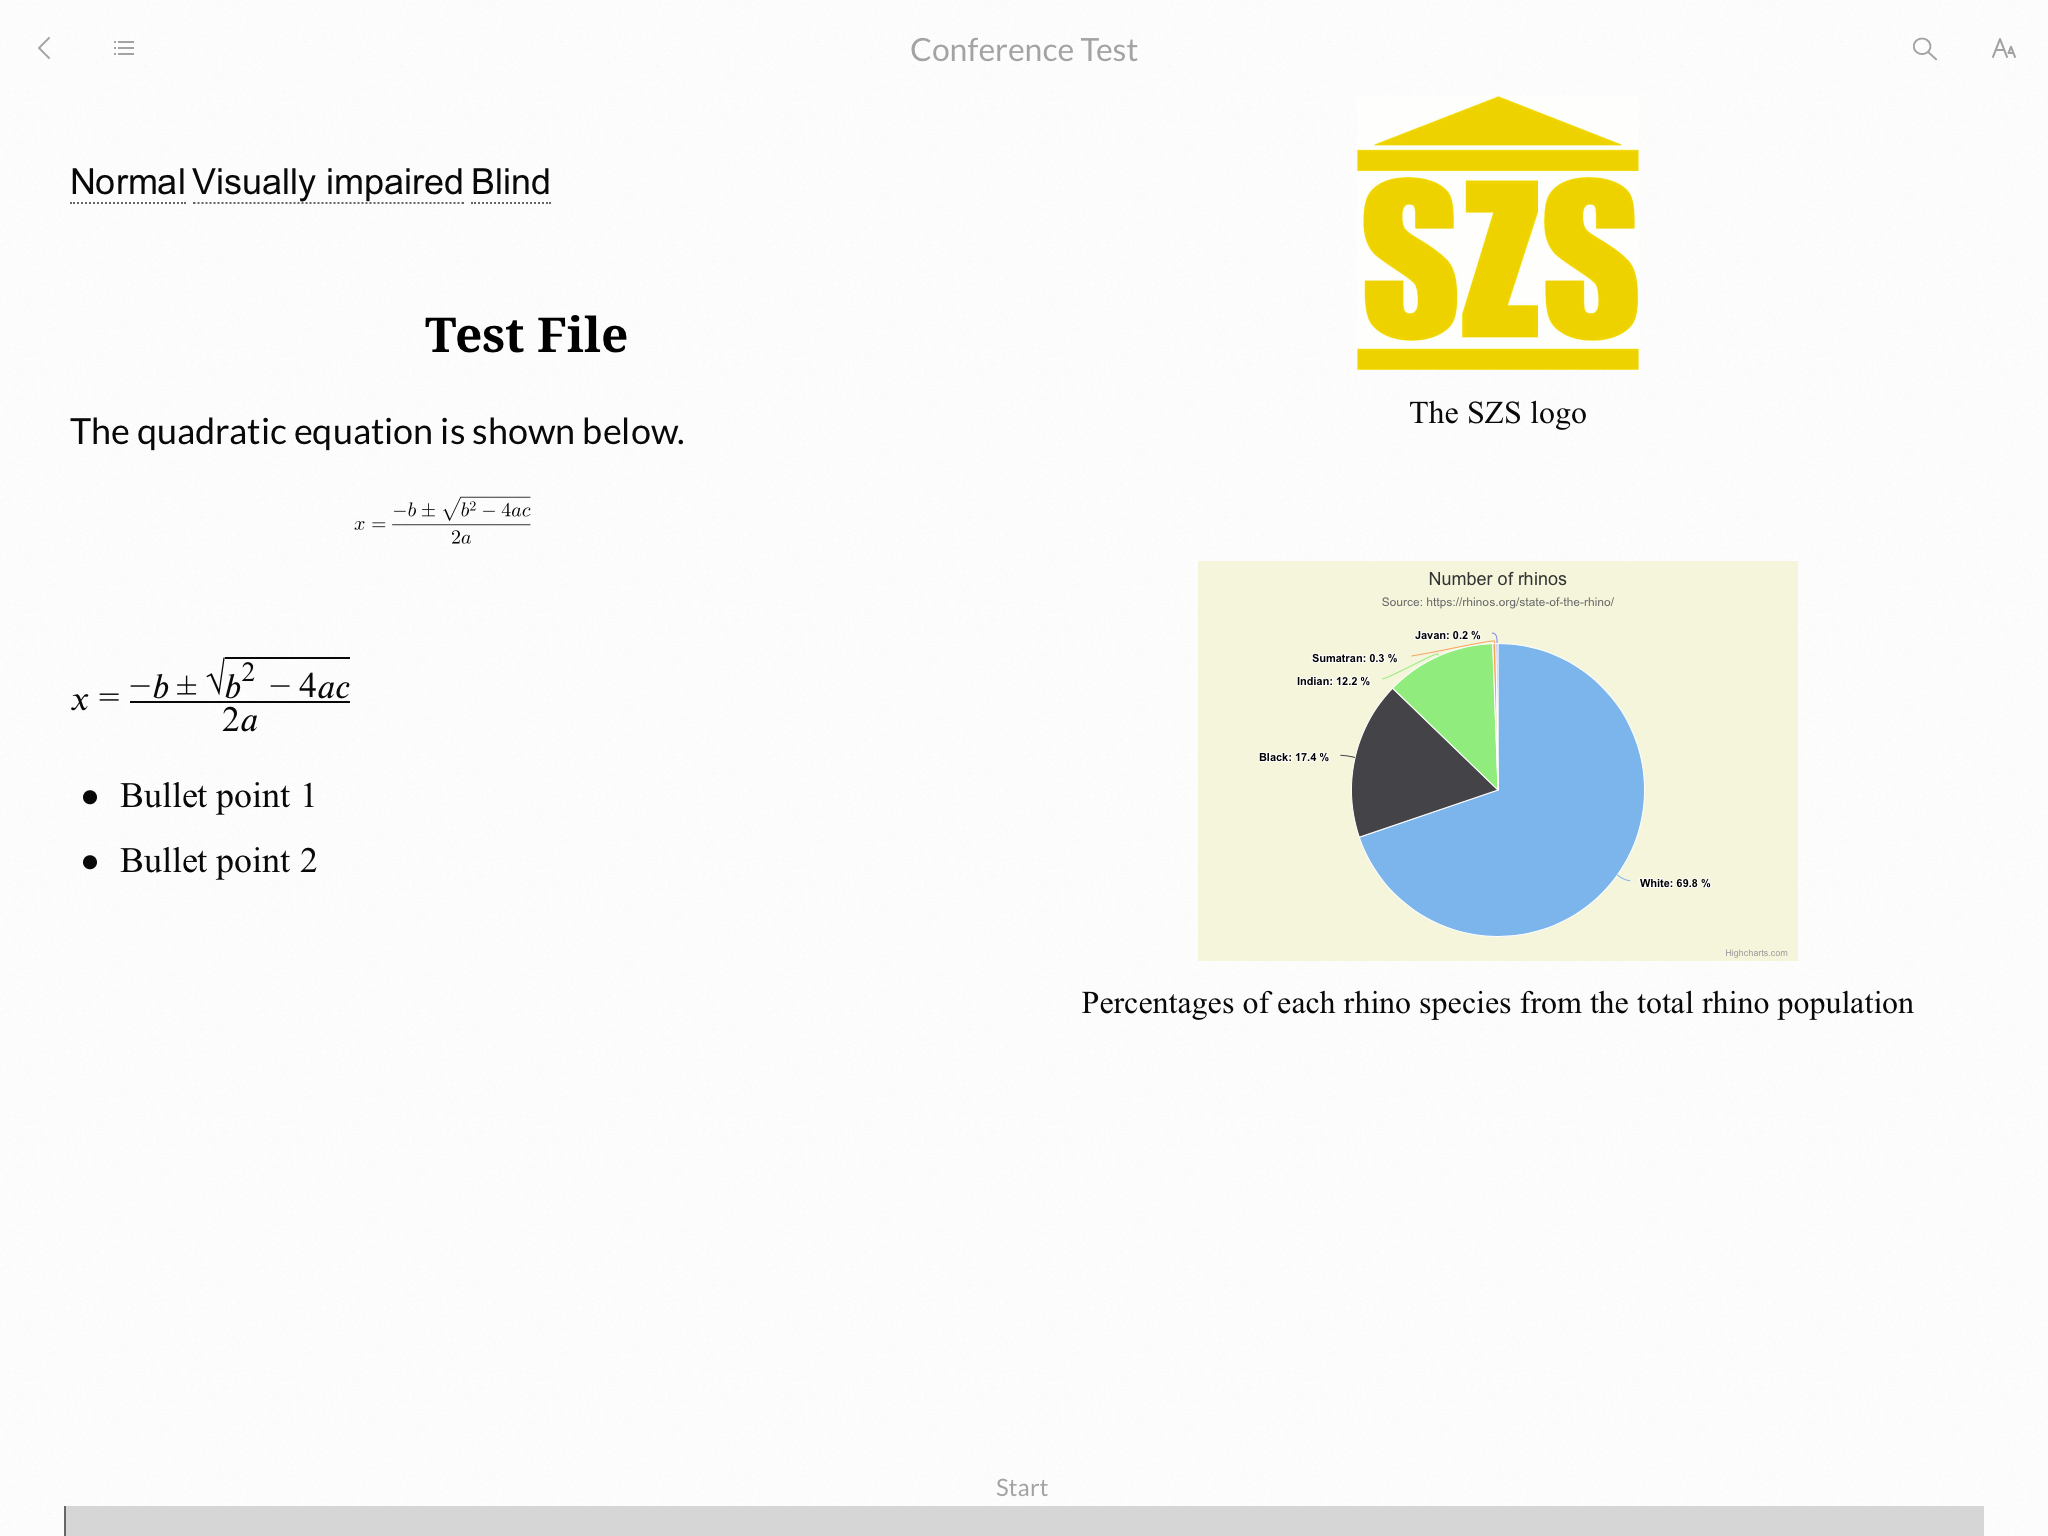 Conference Test
Normal Visually impaired Blind
Test File
The quadratic equation is shown below.
x = \frac{-b \pm \sqrt{b^2 - 4ac}}{2a}
x = \frac{-b \pm \sqrt{b^2 - 4ac}}{2a}
● Bullet point 1
● Bullet point 2
SZS
The SZS logo
Number of rhinos
Source: https://rhinos.org/state-of-the-rhino/
Javan: 0.2 %
Sumatran: 0.3 %
Indian: 12.2 %
Black: 17.4 %
White: 69.8 %
Highcharts.com
Percentages of each rhino species from the total rhino population
Start